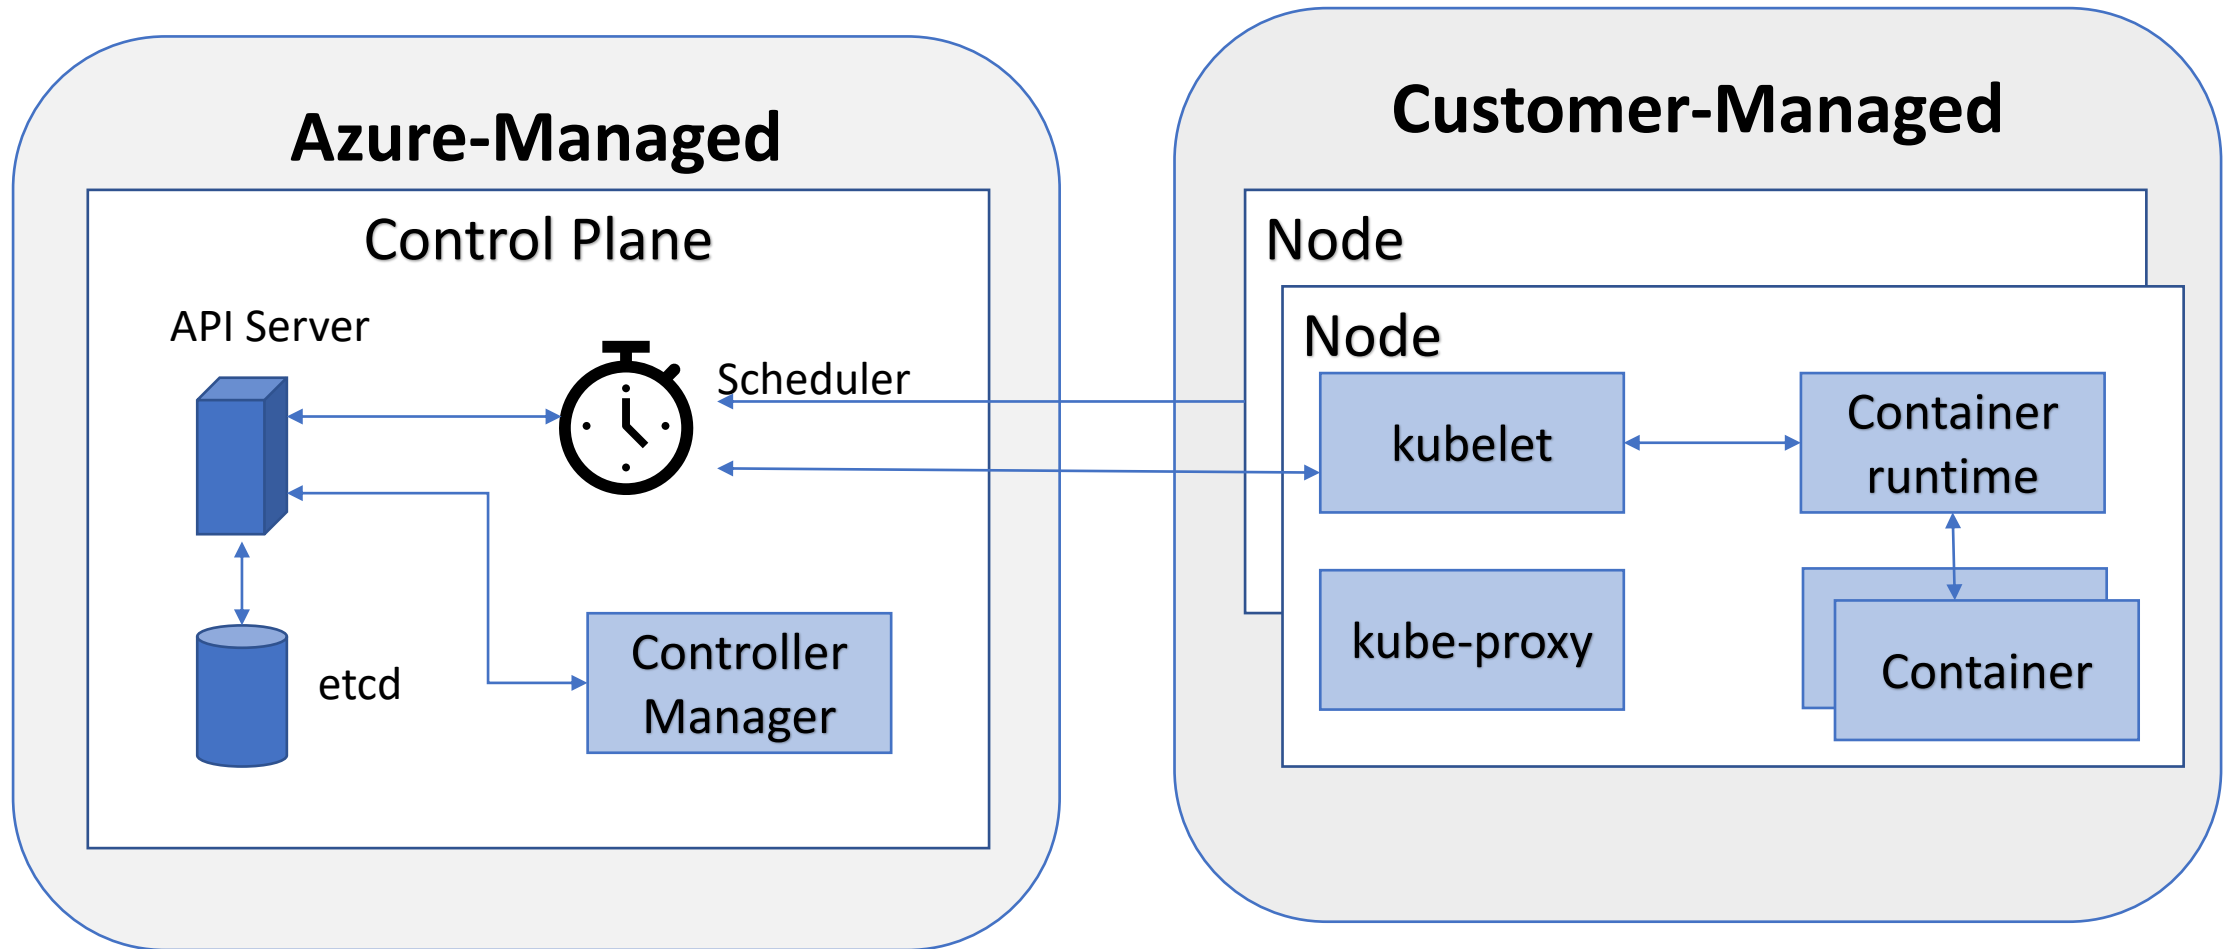 Azure-Managed
Control Plane
API Server
Scheduler
etcd
Controller
Manager
Customer-Managed
Node
Node
kubelet
Container
runtime
kube-proxy
Container